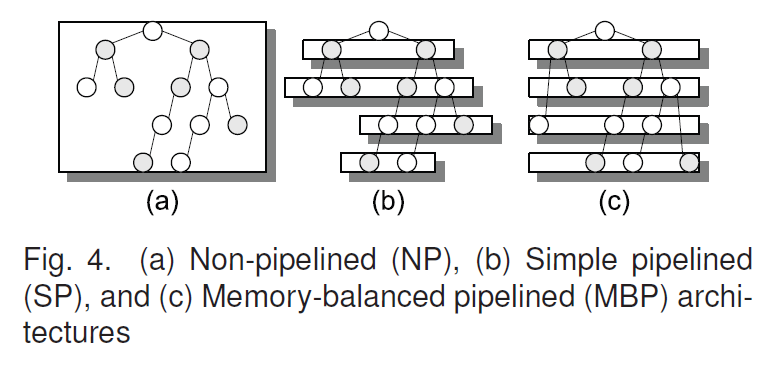 (a)
(b)
(c)
Fig. 4. (a) Non-pipelined (NP), (b) Simple pipelined
(SP), and (c) Memory-balanced pipelined (MBP) archi-
tectures